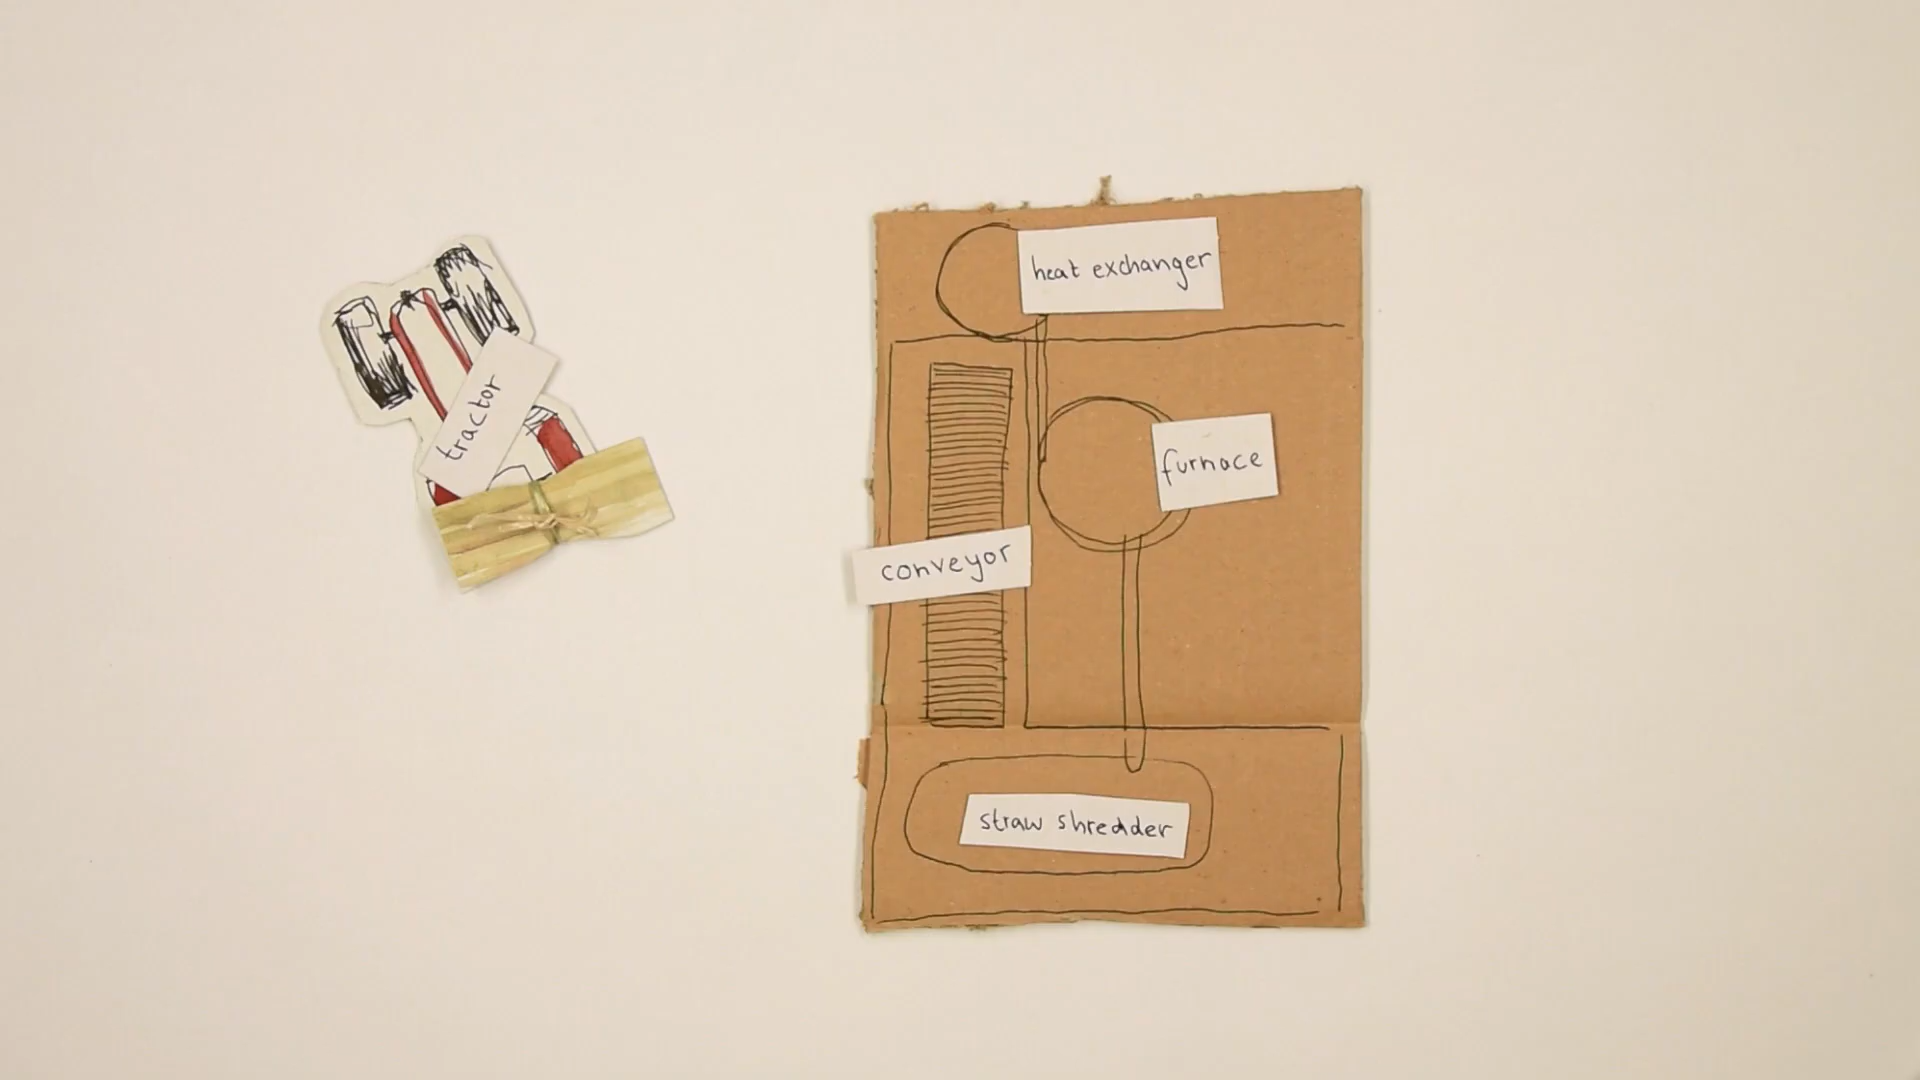 heat exchanger
tractor
furnace
conveyor
straw shredder